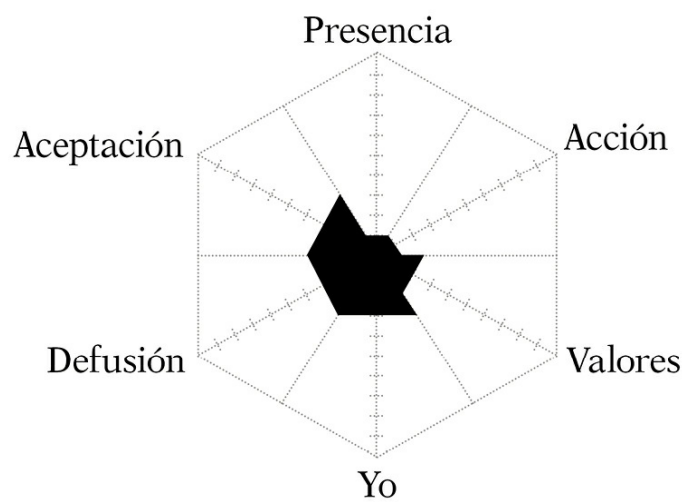 Presencia
Aceptación
Acción
Defusión
Valores
Yo